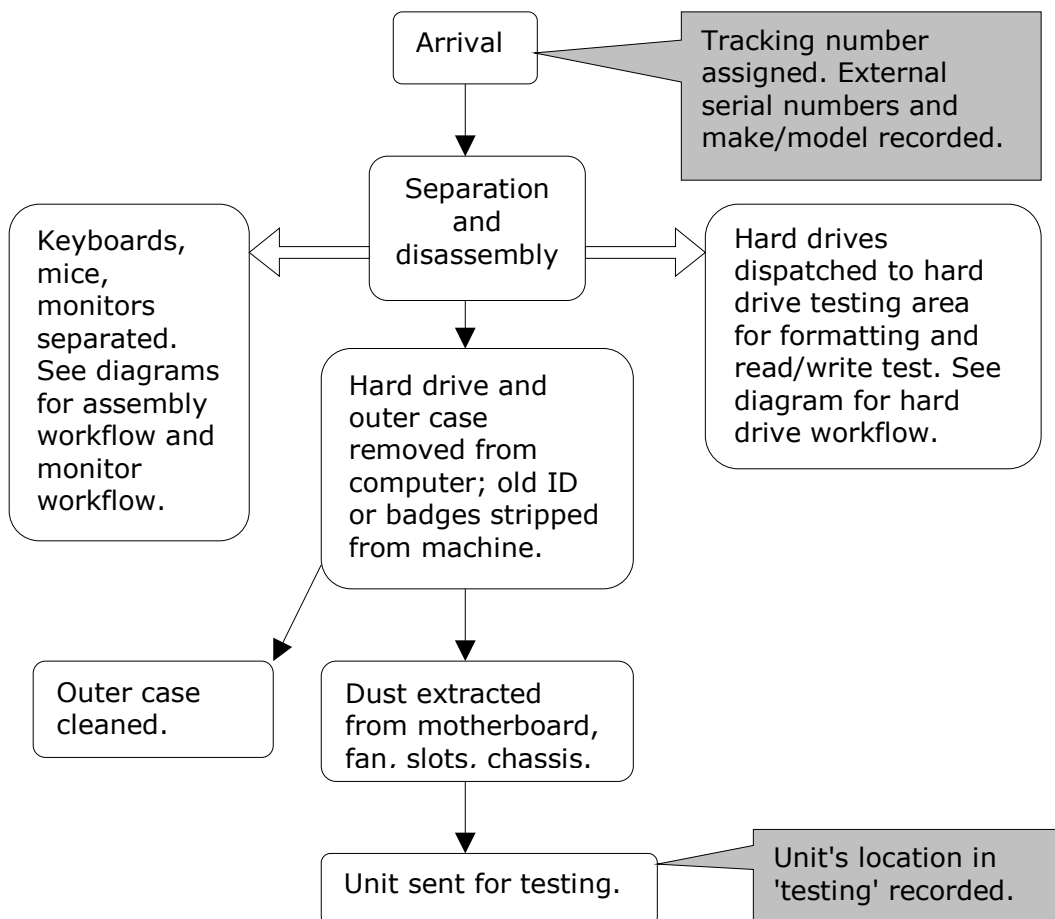 Arrival
Tracking number
assigned. External
serial numbers and
make/model recorded.
Separation
and
disassembly
Keyboards,
mice,
monitors
separated.
See diagrams
for assembly
workflow and
monitor
workflow.
Hard drives
dispatched to hard
drive testing area
for formatting and
read/write test. See
diagram for hard
drive workflow.
Hard drive and
outer case
removed from
computer; old ID
or badges stripped
from machine.
Outer case
cleaned.
Dust extracted
from motherboard,
fan, slots, chassis.
Unit sent for testing.
Unit's location in
'testing' recorded.